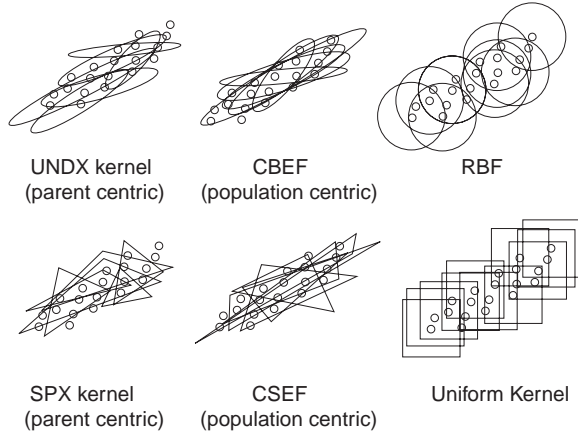 UNDX kernel
(parent centric)
CBEF
(population centric)
RBF
SPX kernel
(parent centric)
CSEF
(population centric)
Uniform Kernel